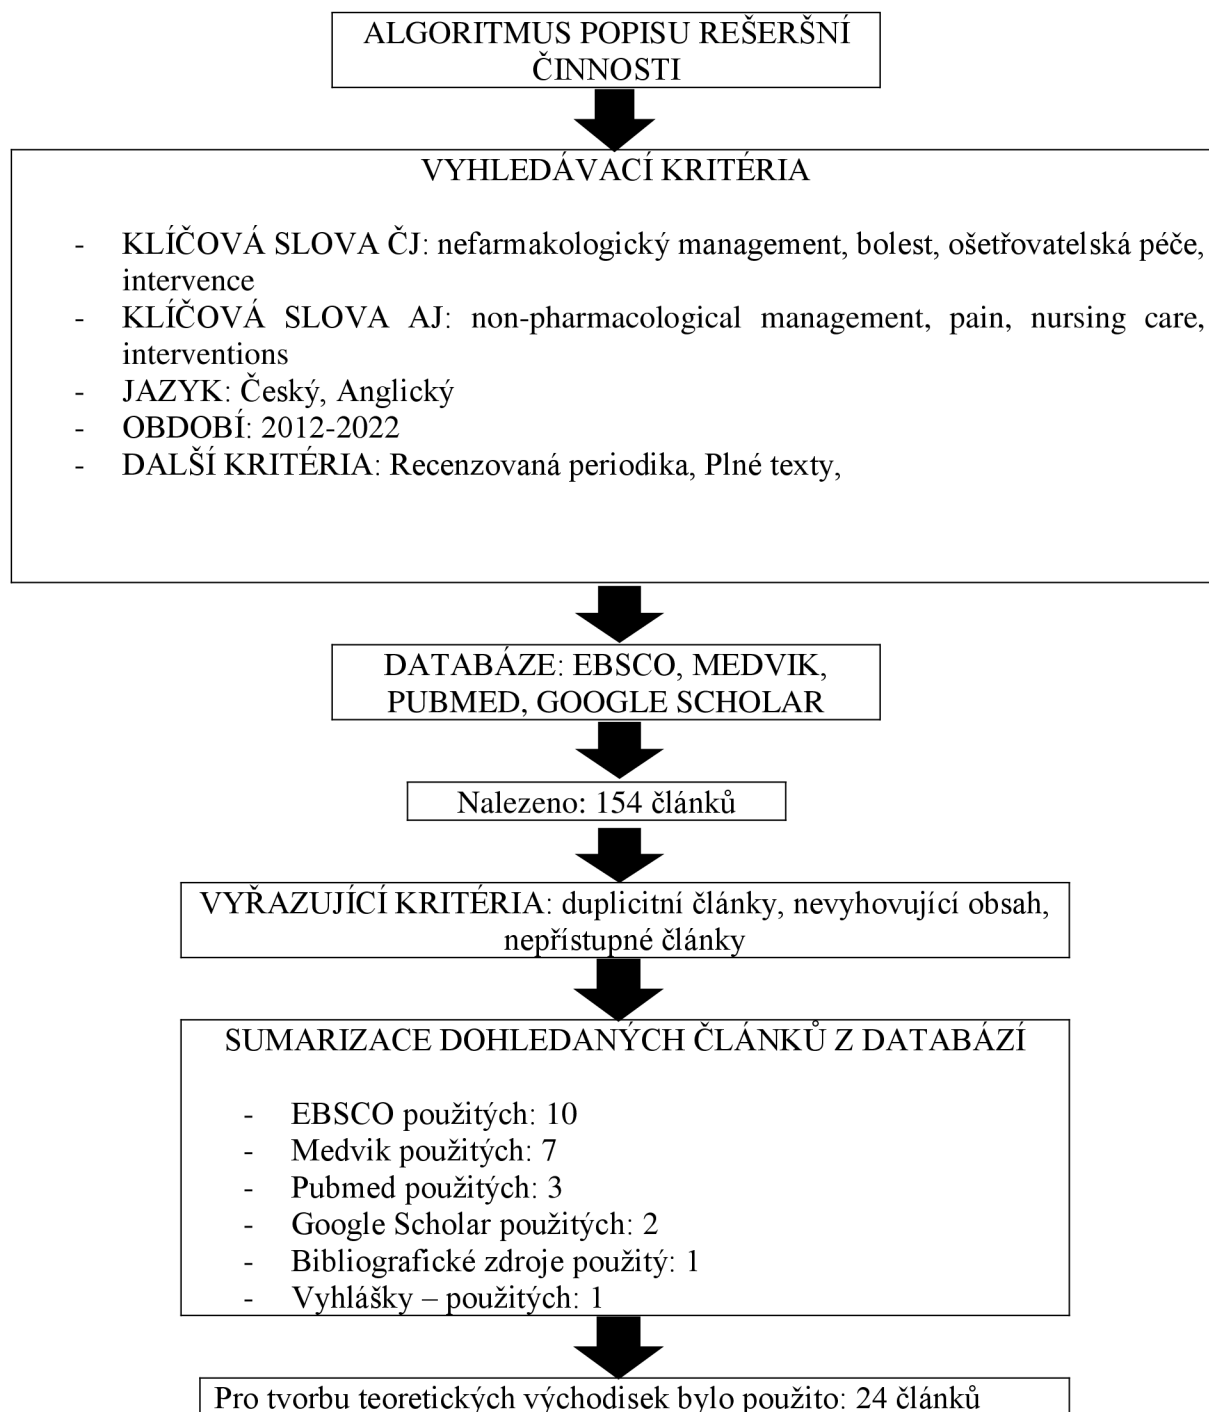 ALGORITMUS POPISU REŠERŠNÍ
ČINNOSTI
VYHLEDÁVACÍ KRITÉRIA
- KLÍČOVÁ SLOVA ČJ: nefarmakologický management, bolest, ošetřovatelská péče,
intervence
- KLÍČOVÁ SLOVA AJ: non-pharmacological management, pain, nursing care,
interventions
- JAZYK: Český, Anglický
- OBDOBÍ: 2012-2022
- DALŠÍ KRITÉRIA: Recenzovaná periodika, Plné texty,
DATABÁZE: EBSCO, MEDVIK,
PUBMED, GOOGLE SCHOLAR
Nalezeno: 154 článků
VYŘAZUJÍCÍ KRITÉRIA: duplicitní články, nevyhovující obsah,
nepřístupné články
SUMARIZACE DOHLEDANÝCH ČLÁNKŮ Z DATABÁZÍ
- EBSCO použitých: 10
- Medvik použitých: 7
- Pubmed použitých: 3
- Google Scholar použitých: 2
- Bibliografické zdroje použitý: 1
- Vyhlášky – použitých: 1
Pro tvorbu teoretických východisek bylo použito: 24 článků